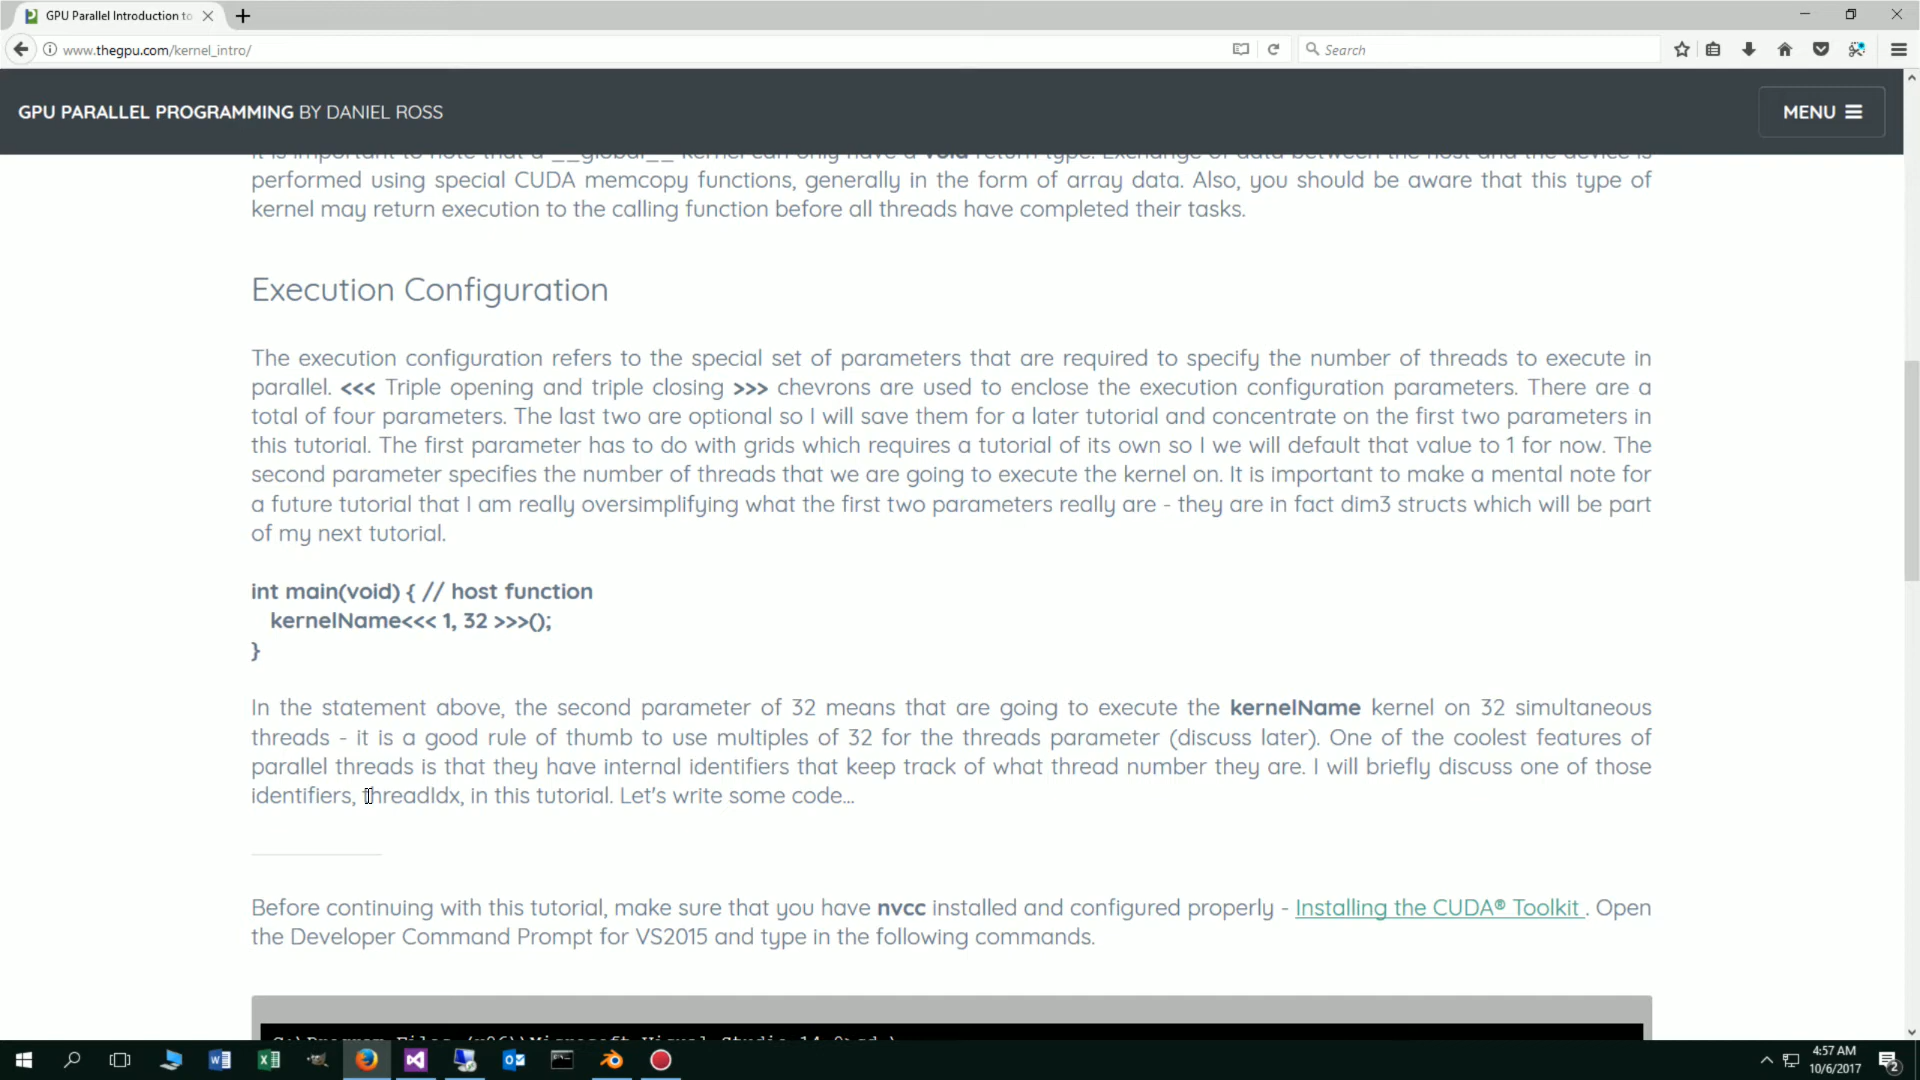 GPU Parallel Introduction to
www.thegpu.com/kernel_intro/
Search
GPU PARALLEL PROGRAMMING BY DANIEL ROSS
MENU
It is important to note that a __global__ kernel can only have a void return type. Exchange of data between the host and the device is
performed using special CUDA memcopy functions, generally in the form of array data. Also, you should be aware that this type of
kernel may return execution to the calling function before all threads have completed their tasks.
Execution Configuration
The execution configuration refers to the special set of parameters that are required to specify the number of threads to execute in
parallel. <<< Triple opening and triple closing >>> chevrons are used to enclose the execution configuration parameters. There are a
total of four parameters. The last two are optional so I will save them for a later tutorial and concentrate on the first two parameters in
this tutorial. The first parameter has to do with grids which requires a tutorial of its own so I we will default that value to 1 for now. The
second parameter specifies the number of threads that we are going to execute the kernel on. It is important to make a mental note for
a future tutorial that I am really oversimplifying what the first two parameters really are - they are in fact dim3 structs which will be part
of my next tutorial.
int main(void) { // host function
kernelName<<< 1, 32 >>>();
}
In the statement above, the second parameter of 32 means that are going to execute the kernelName kernel on 32 simultaneous
threads - it is a good rule of thumb to use multiples of 32 for the threads parameter (discuss later). One of the coolest features of
parallel threads is that they have internal identifiers that keep track of what thread number they are. I will briefly discuss one of those
identifiers, threadIdx, in this tutorial. Let's write some code...
Before continuing with this tutorial, make sure that you have nvcc installed and configured properly - Installing the CUDA® Toolkit . Open
the Developer Command Prompt for VS2015 and type in the following commands.
C:\Program Files (x86)\Microsoft Visual Studio 14.0>cd \
4:57 AM
10/6/2017
2